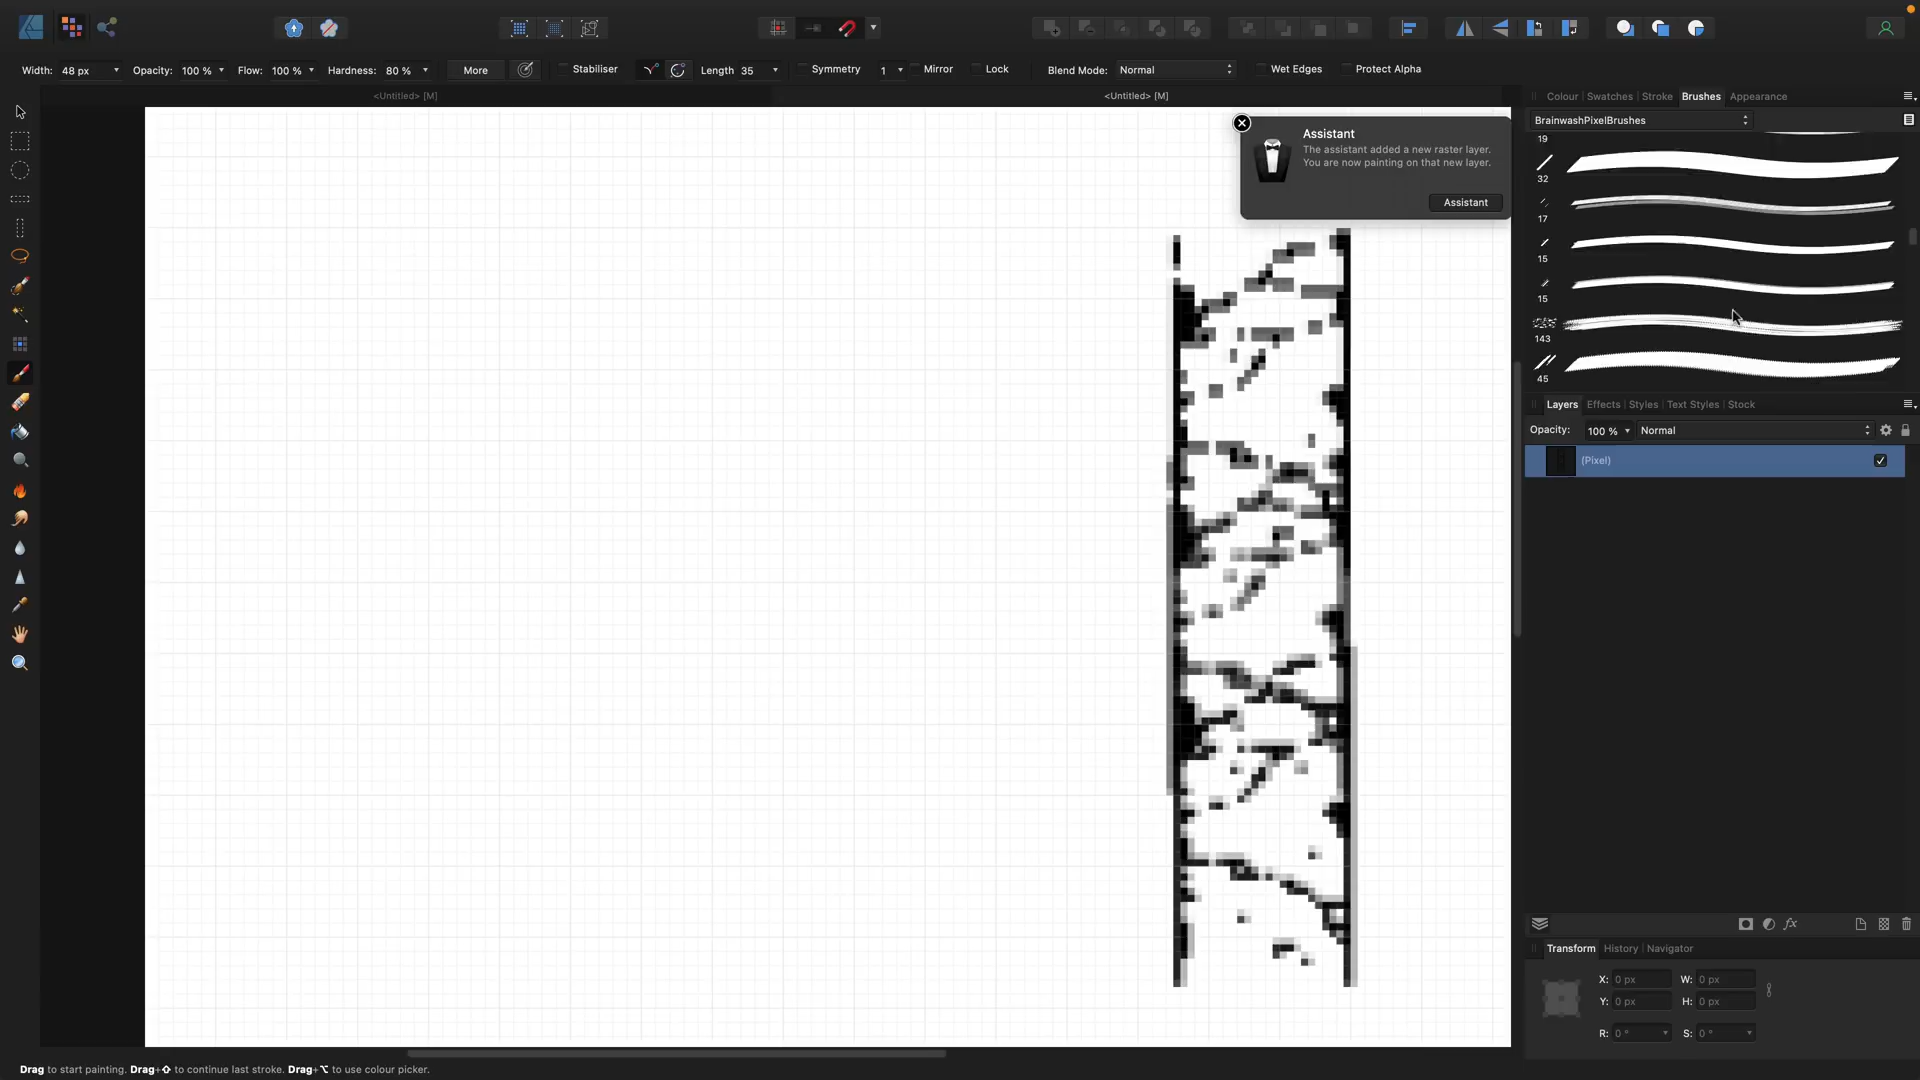 Width: 48 px Opacity: 100 % Flow: 100 % Hardness: 80 % More Stabiliser Length 35 Symmetry 1 Mirror Lock Blend Mode: Normal Wet Edges Protect Alpha
<Untitled> [M] <Untitled> [M]
Colour Swatches Stroke Brushes Appearance
BrainwashPixelBrushes
Assistant
The assistant added a new raster layer.
You are now painting on that new layer.
Assistant
19
32
17
15
15
143
45
Layers Effects Styles Text Styles Stock
Opacity: 100 % Normal
(Pixel)
fx
Transform History Navigator
X: 0 px W: 0 px
Y: 0 px H: 0 px
R: 0 ° S: 0 °
Drag to start painting. Drag+⇧ to continue last stroke. Drag+⌥ to use colour picker.